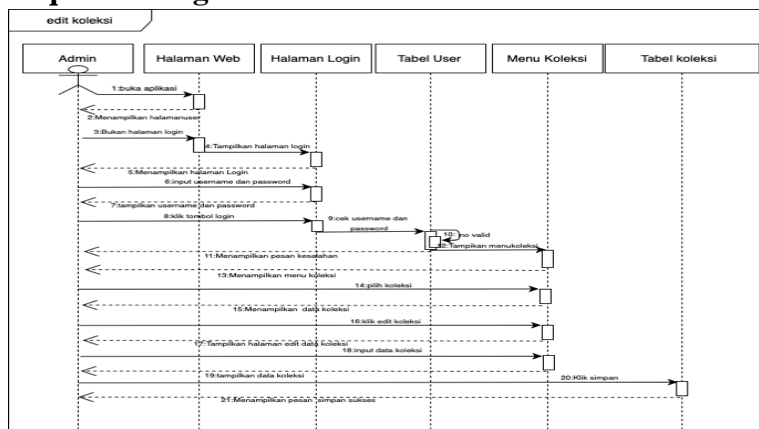 edit koleksi
Admin
Halaman Web
Halaman Login
Tabel User
Menu Koleksi
Tabel koleksi
1:buka aplikasi
2:Menampilkan halamanuser
3:Bukan halaman login
4:Tampilkan halaman login
5:Menampilkan halaman Login
6:input username dan password
7:tampilkan username dan password
8:klik tombol login
9:cek username dan
password
10: no valid
12:Tampikan menukoleksi
11:Menampilkan pesan kesalahan
13:Menampilkan menu koleksi
14:pilih koleksi
15:Menampilkan data koleksi
16:klik edit koleksi
17:Tampilkan halaman edit data koleksi
18:input data koleksi
19:tampilkan data koleksi
20:Klik simpan
21:Menampilkan pesan simpan sukses